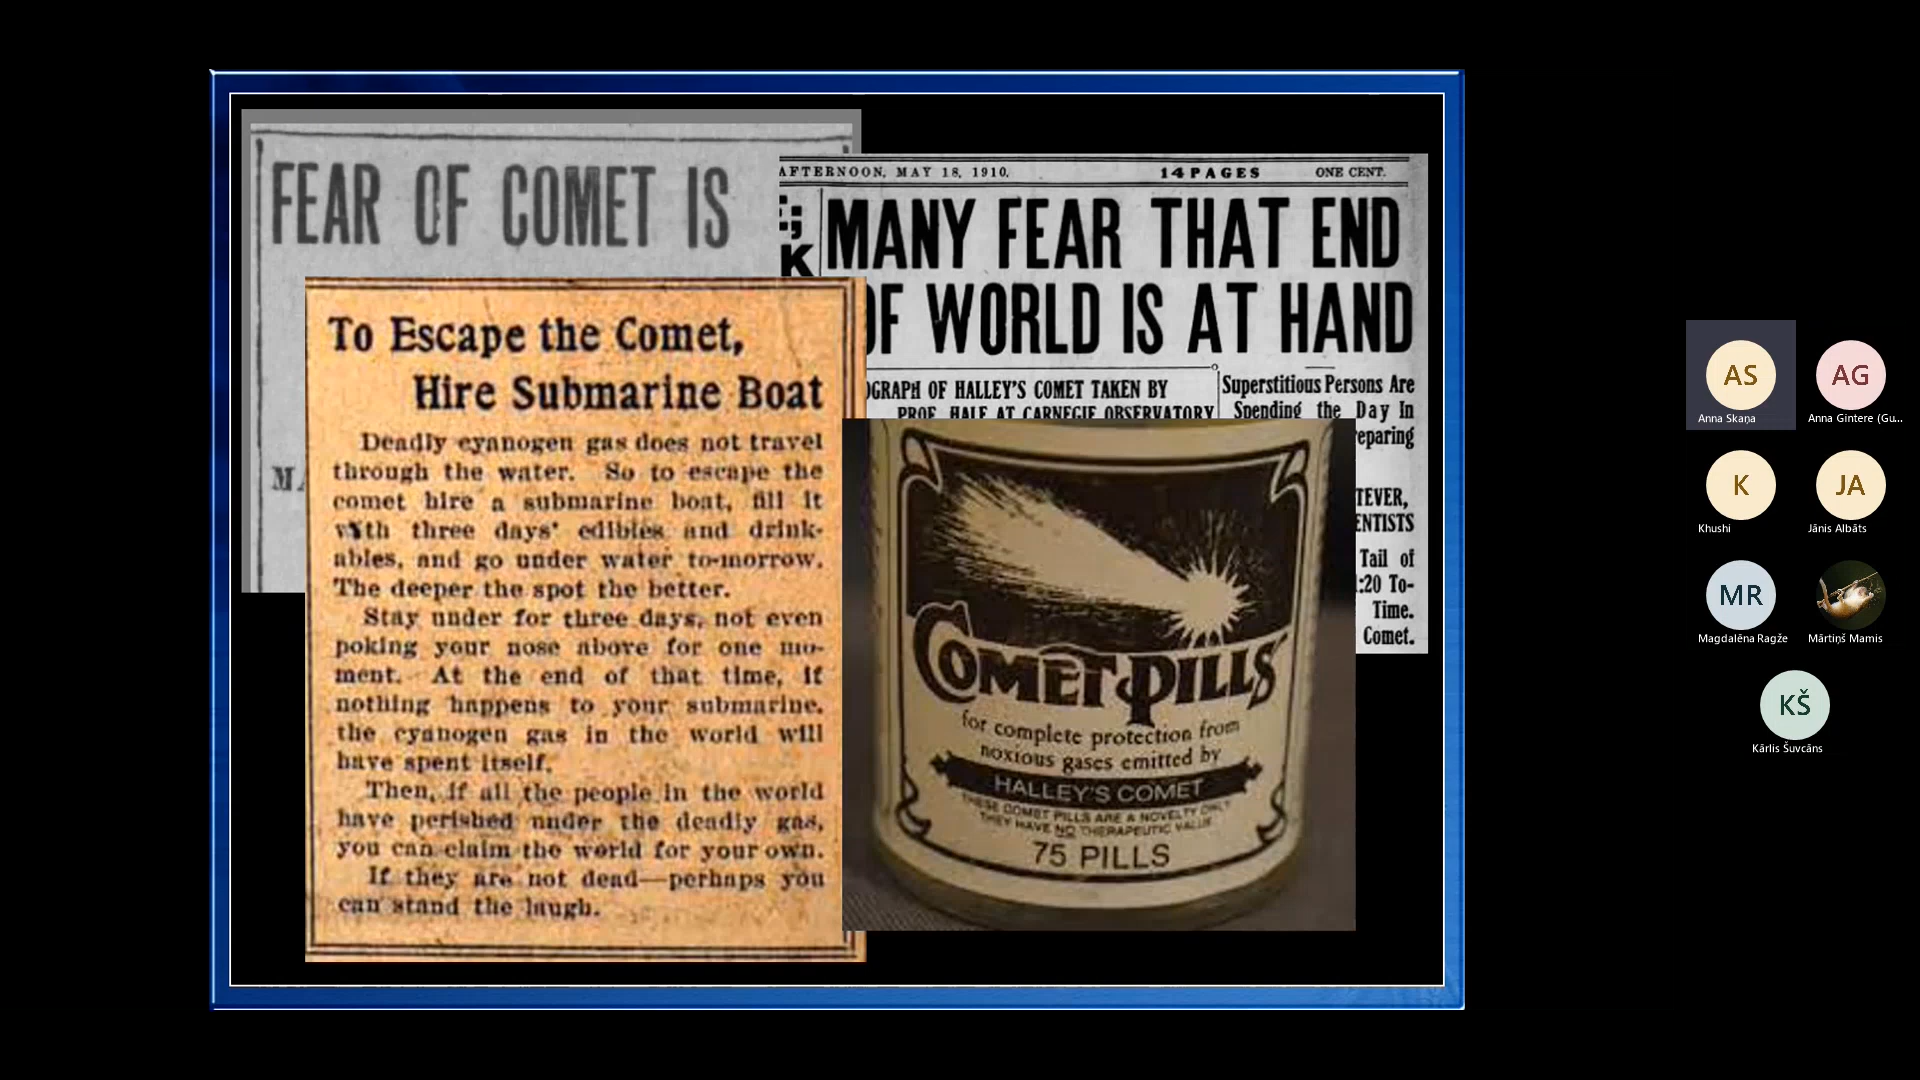 FEAR OF COMET IS
AFTERNOON, MAY 18, 1910.
14 PAGES
ONE CENT.
K
MANY FEAR THAT END
OF WORLD IS AT HAND
OGRAPH OF HALLEY'S COMET TAKEN BY
PROF. HALE AT CARNEGIE OBSERVATORY
Superstitious Persons Are
Spending the Day In
eparing
TEVER,
ENTISTS
Tail of
:20 To-
Time.
Comet.
To Escape the Comet,
Hire Submarine Boat
Deadly cyanogen gas does not travel
through the water. So to escape the
comet hire a submarine boat, fill it
with three days' edibles and drink-
ables, and go under water to-morrow.
The deeper the spot the better.
Stay under for three days, not even
poking your nose above for one mo-
ment. At the end of that time, if
nothing happens to your submarine,
the cyanogen gas in the world will
have spent itself.
Then, if all the people in the world
have perished under the deadly gas,
you can claim the world for your own.
If they are not dead—perhaps you
can stand the laugh.
COMET PILLS
for complete protection from
noxious gases emitted by
HALLEY'S COMET
THESE COMET PILLS ARE A NOVELTY ONLY
THEY HAVE NO THERAPEUTIC VALUE
75 PILLS
AS
Anna Skaņa
AG
Anna Gintere (Gu...
K
Khushi
JA
Jānis Albāts
MR
Magdalēna Ragže
Mārtiņš Mamis
KŠ
Kārlis Šuvcāns